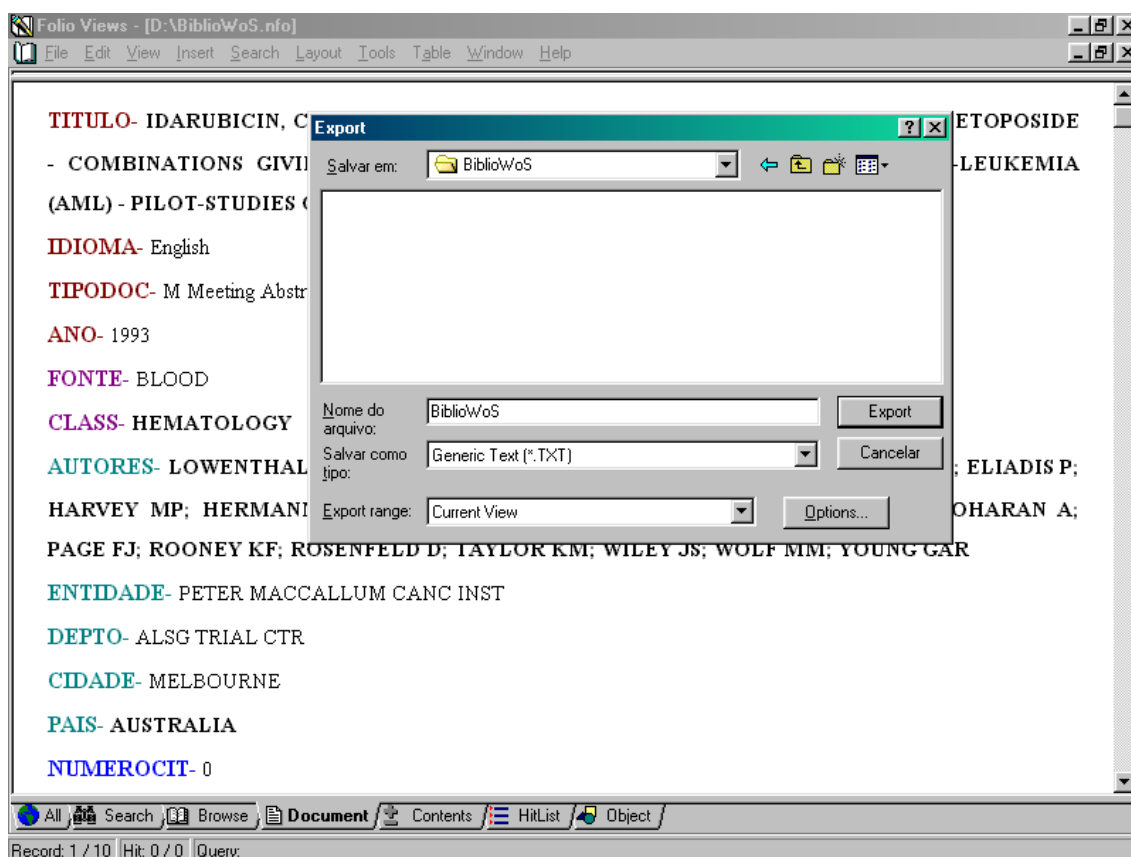 Folio Views - [D:\BiblioWoS.nfo]
File Edit View Insert Search Layout Tools Table Window Help
TITULO- IDARUBICIN, C ETOPOSIDE
- COMBINATIONS GIVI -LEUKEMIA
(AML) - PILOT-STUDIES
IDIOMA- English
TIPODOC- M Meeting Abstr
ANO- 1993
FONTE- BLOOD
CLASS- HEMATOLOGY
AUTORES- LOWENTHAL ; ELIADIS P;
HARVEY MP; HERMAN OHARAN A;
PAGE FJ; ROONEY KF; ROSENFELD D; TAYLOR KM; WILEY JS; WOLF MM; YOUNG GAR
ENTIDADE- PETER MACCALLUM CANC INST
DEPTO- ALSG TRIAL CTR
CIDADE- MELBOURNE
PAIS- AUSTRALIA
NUMEROCIT- 0
Export
Salvar em: BiblioWoS
Nome do arquivo: BiblioWoS Export
Salvar como tipo: Generic Text (*.TXT) Cancelar
Export range: Current View Options...
All Search Browse Document Contents HitList Object
Record: 1 / 10 Hit: 0 / 0 Query: